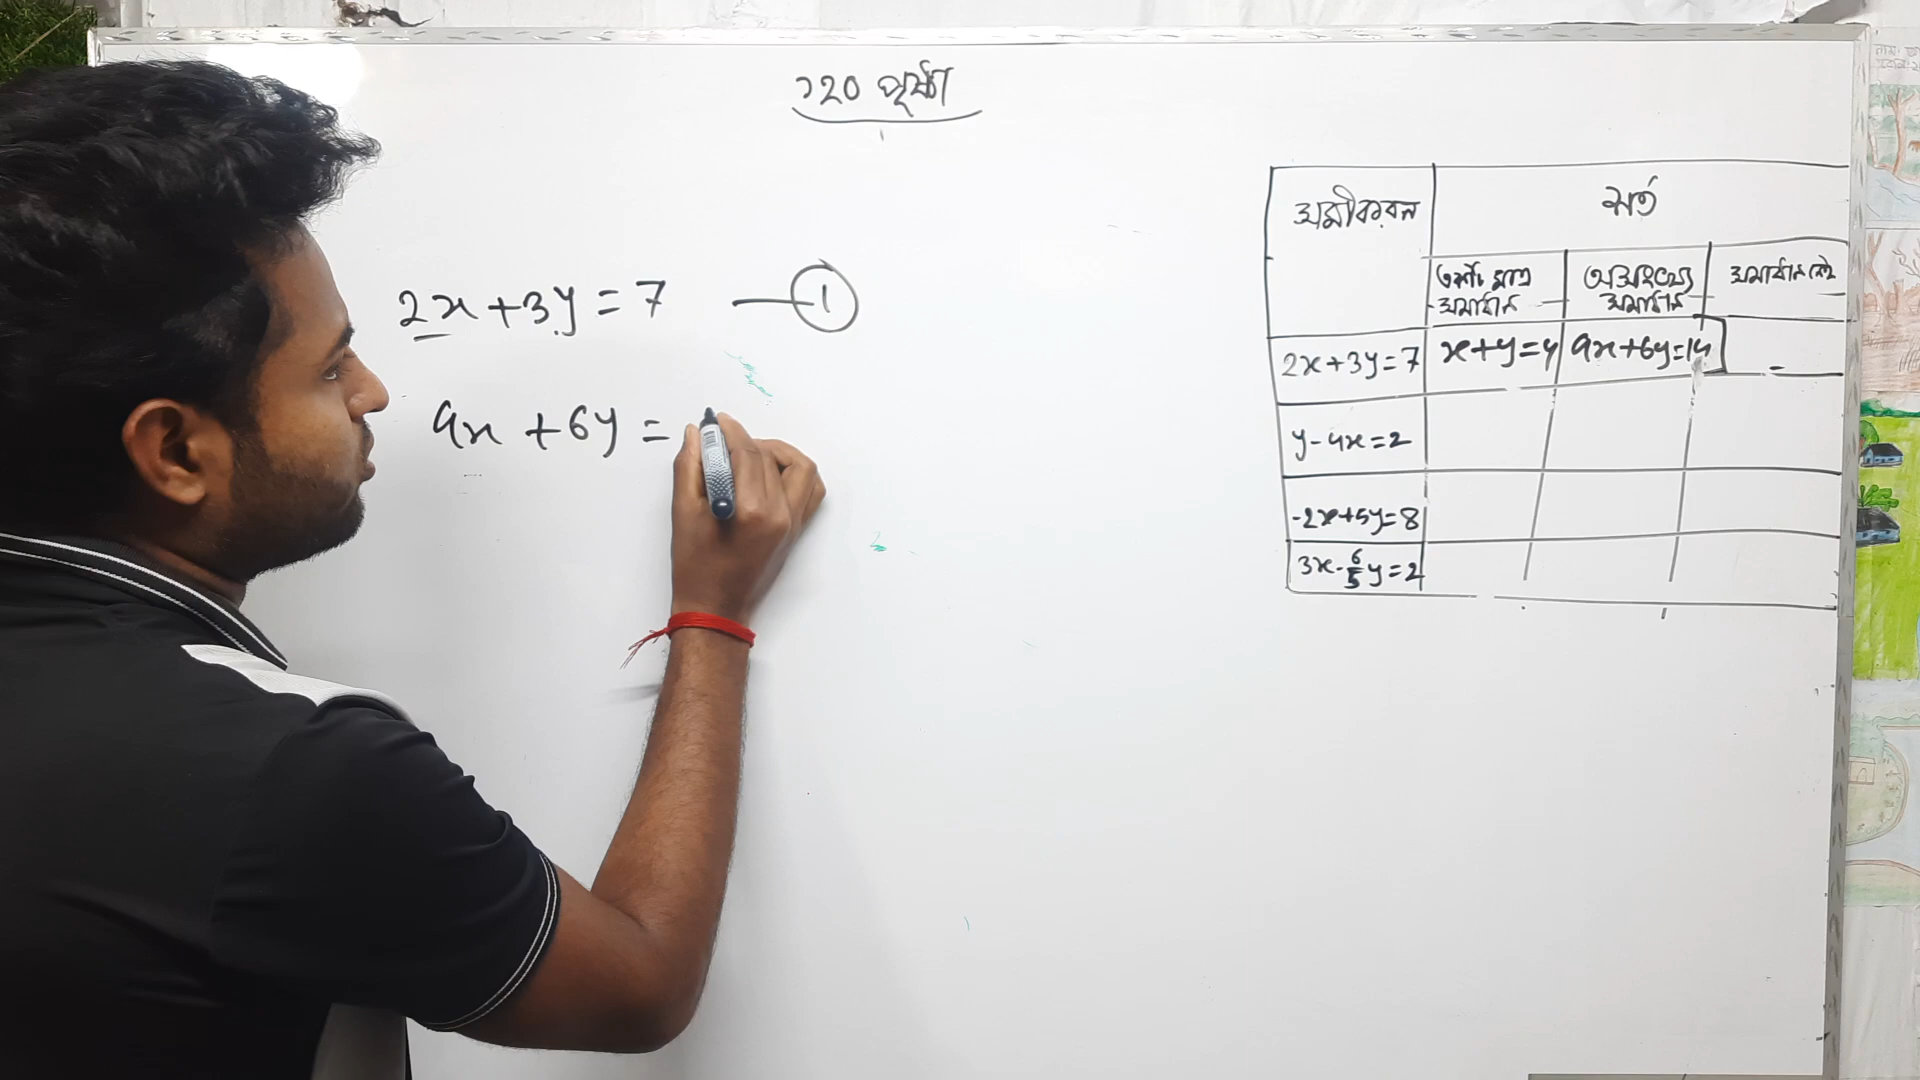 ১20 পৃষ্ঠা
2x + 3y = 7 — 1
4x + 6y =
সমীকরণ শর্ত
একটি মাত্র সমাধান অসংখ্য সমাধান সমাধান নেই
2x+3y=7 x+y=4 4x+6y=14 -
y-4x=2
-2x+5y=8
3x-6/5y=2